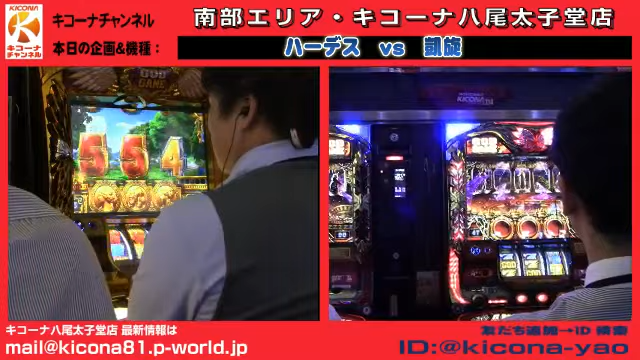 KICONA
キコーナ
チャンネル
キコーナチャンネル
南部エリア・キコーナ八尾太子堂店
本日の企画&機種：
ハーデス vs 凱旋
GOD
GAME
554
KICONA
キコーナ八尾太子堂店 最新情報は
mail@kicona81.p-world.jp
友だち追加→ID 検索
ID:@kicona-yao